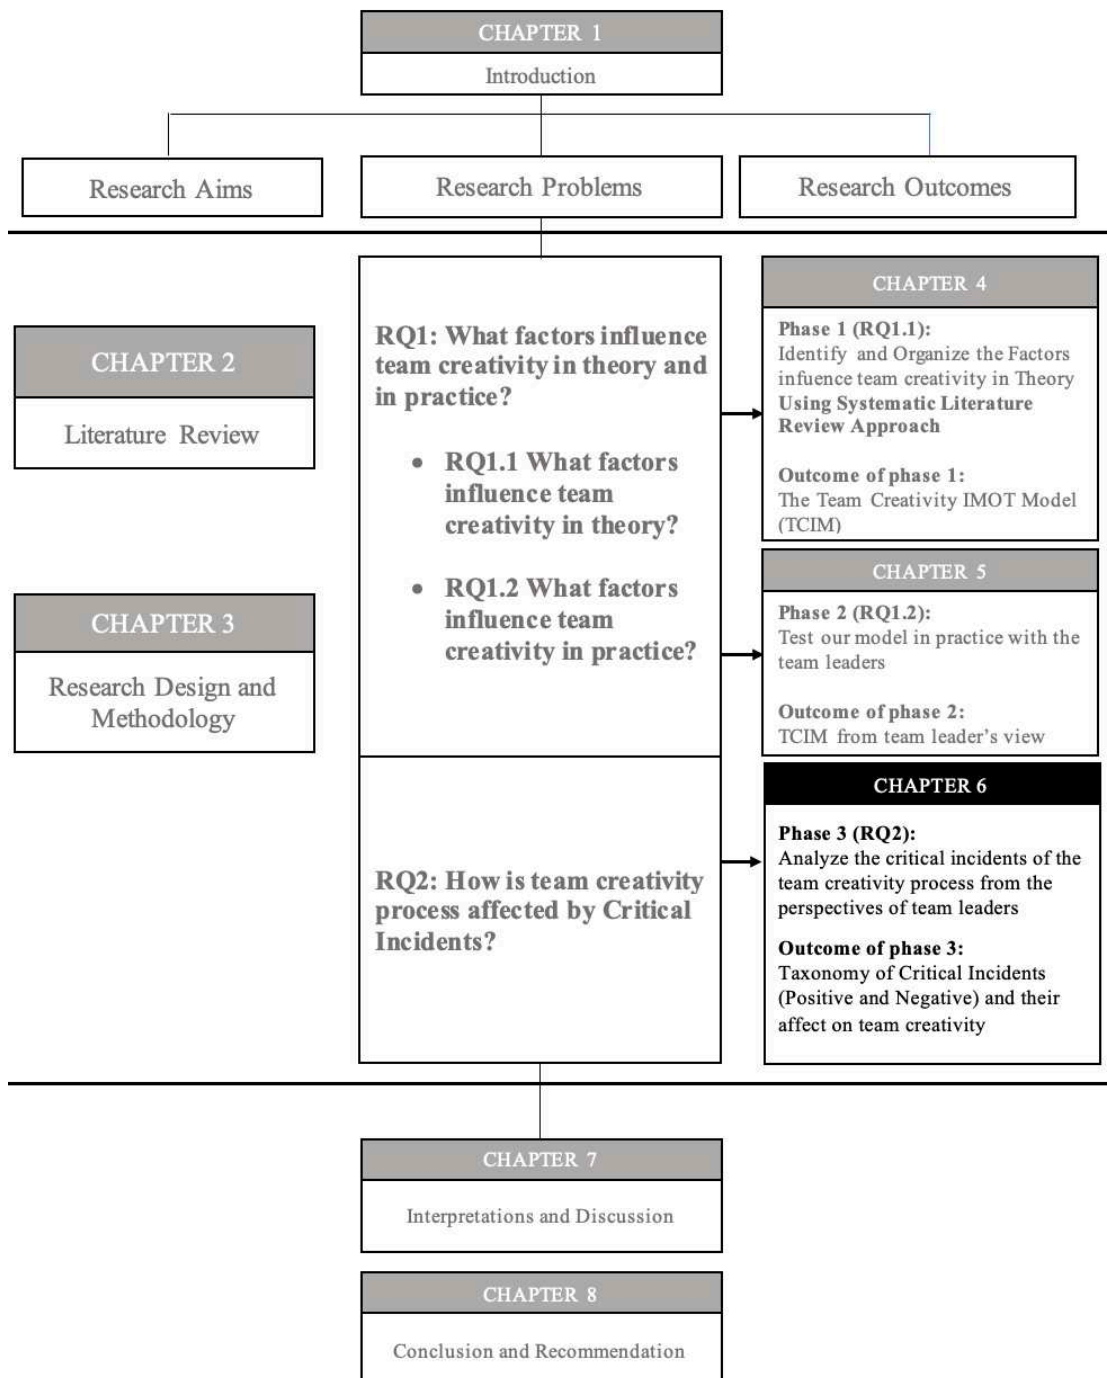 CHAPTER 1
Introduction
Research Aims
Research Problems
Research Outcomes
CHAPTER 2
Literature Review
CHAPTER 3
Research Design and
Methodology
RQ1: What factors influence
team creativity in theory and
in practice?
• RQ1.1 What factors
influence team
creativity in theory?
• RQ1.2 What factors
influence team
creativity in practice?
RQ2: How is team creativity
process affected by Critical
Incidents?
CHAPTER 4
Phase 1 (RQ1.1):
Identify and Organize the Factors
infuence team creativity in Theory
Using Systematic Literature
Review Approach
Outcome of phase 1:
The Team Creativity IMOT Model
(TCIM)
CHAPTER 5
Phase 2 (RQ1.2):
Test our model in practice with the
team leaders
Outcome of phase 2:
TCIM from team leader's view
CHAPTER 6
Phase 3 (RQ2):
Analyze the critical incidents of the
team creativity process from the
perspectives of team leaders
Outcome of phase 3:
Taxonomy of Critical Incidents
(Positive and Negative) and their
affect on team creativity
CHAPTER 7
Interpretations and Discussion
CHAPTER 8
Conclusion and Recommendation